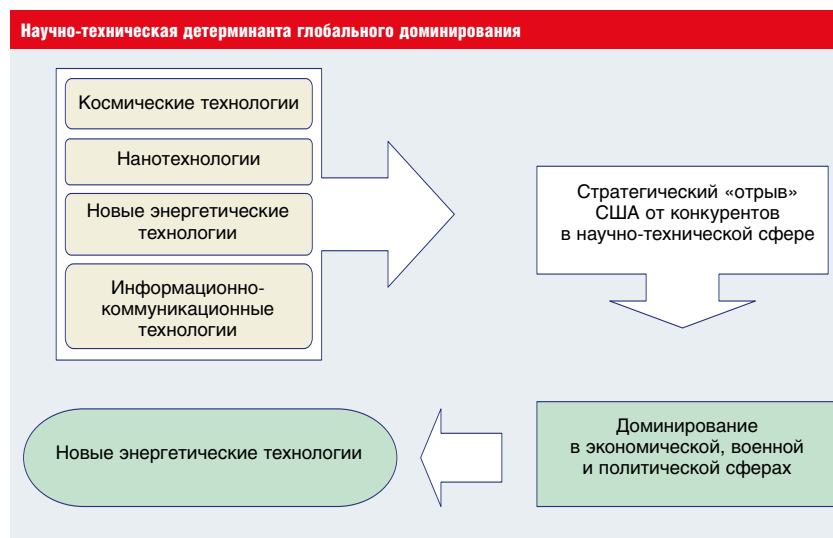 Научно-техническая детерминанта глобального доминирования
Космические технологии
Нанотехнологии
Новые энергетические
технологии
Информационно-
коммуникационные
технологии
Стратегический «отрыв»
США от конкурентов
в научно-технической сфере
Доминирование
в экономической, военной
и политической сферах
Новые энергетические технологии